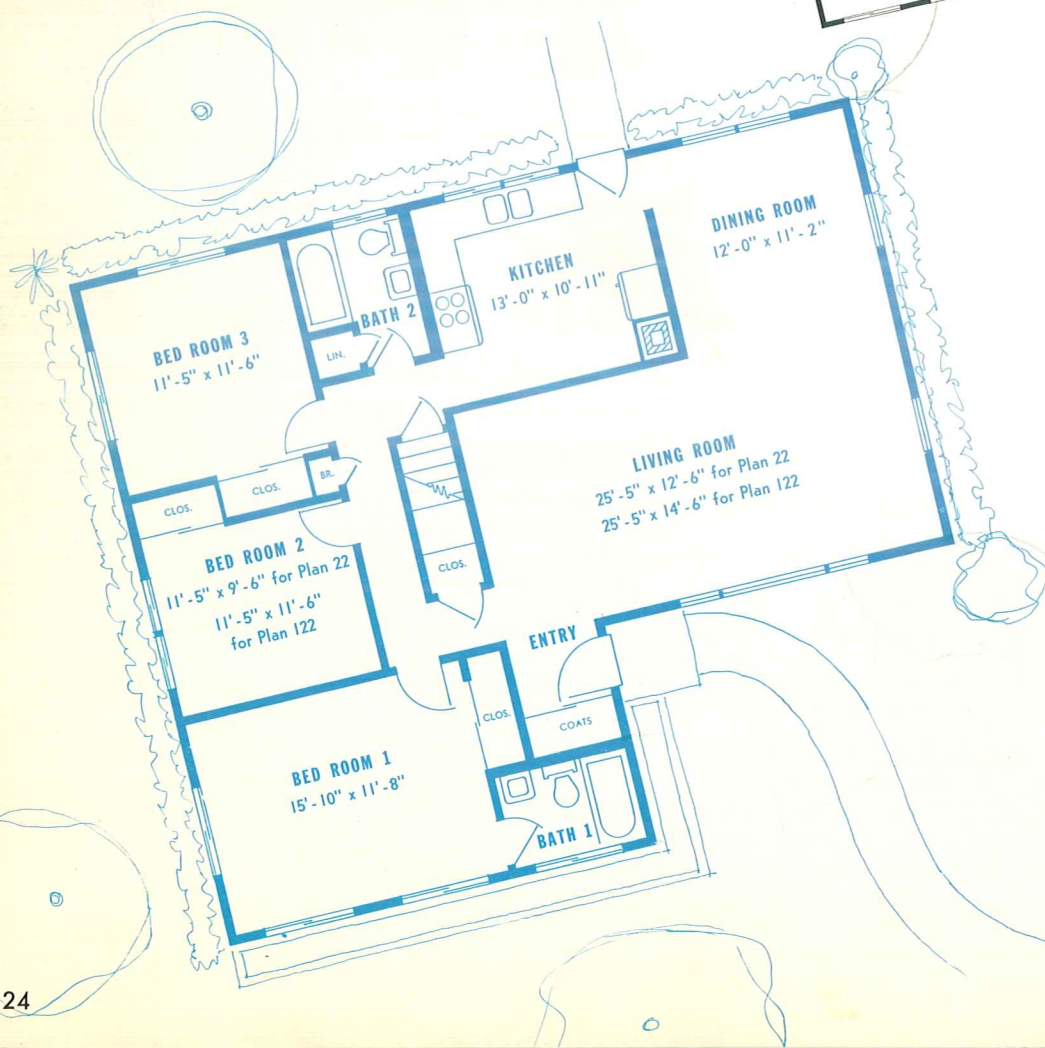 DINING ROOM
12'-0" x 11'-2"
KITCHEN
13'-0" x 10'-11"
BATH 2
LIN.
BED ROOM 3
11'-5" x 11'-6"
LIVING ROOM
25'-5" x 12'-6" for Plan 22
25'-5" x 14'-6" for Plan 122
BR.
CLOS.
CLOS.
BED ROOM 2
11'-5" x 9'-6" for Plan 22
11'-5" x 11'-6"
for Plan 122
CLOS.
ENTRY
CLOS.
COATS
BED ROOM 1
15'-10" x 11'-8"
BATH 1
24